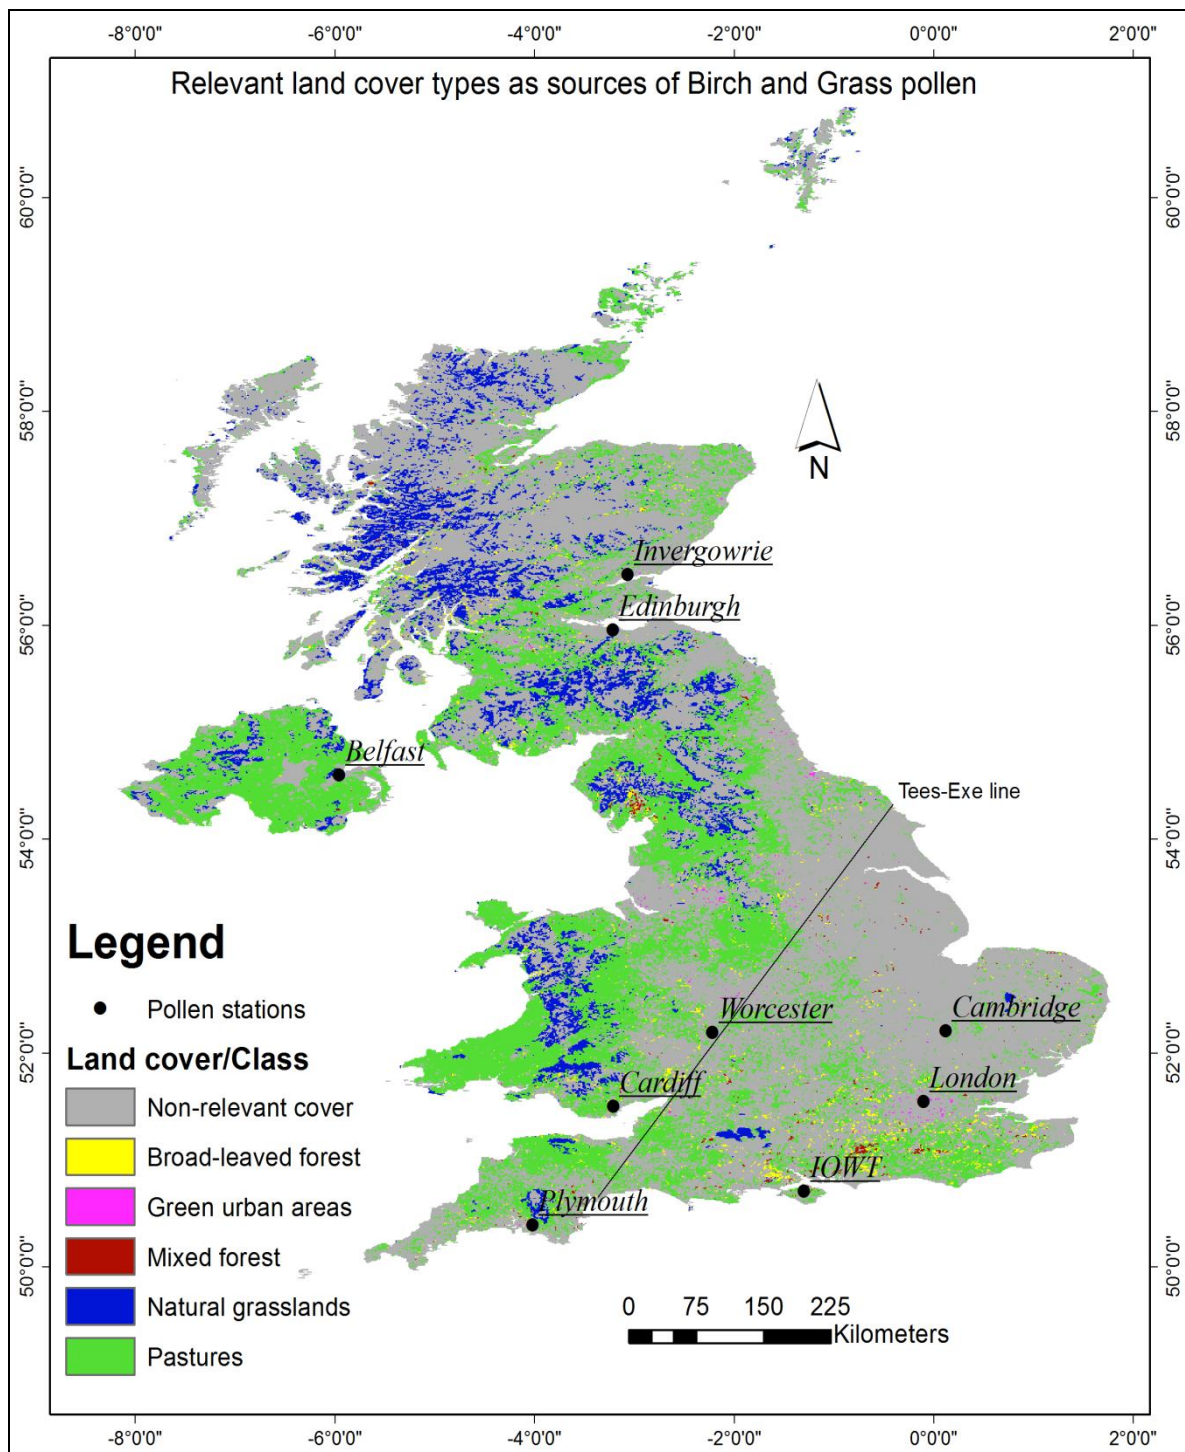 -8°0'0" -6°0'0" -4°0'0" -2°0'0" 0°0'0" 2°0'0"
Relevant land cover types as sources of Birch and Grass pollen
60°0'0" 60°0'0"
58°0'0" 58°0'0"
N
Invergowrie
Edinburgh
56°0'0" 56°0'0"
Belfast
Tees-Exe line
54°0'0" 54°0'0"
Worcester
Cambridge
52°0'0" 52°0'0"
Cardiff
London
IOWT
Plymouth
50°0'0" 50°0'0"
Legend
Pollen stations
Land cover/Class
Non-relevant cover
Broad-leaved forest
Green urban areas
Mixed forest
Natural grasslands
Pastures
0 75 150 225
Kilometers
-8°0'0" -6°0'0" -4°0'0" -2°0'0" 0°0'0" 2°0'0"